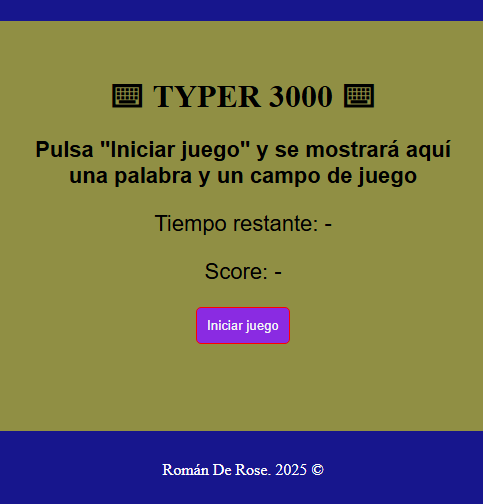 ⌨ TYPER 3000 ⌨
Pulsa "Iniciar juego" y se mostrará aquí
una palabra y un campo de juego
Tiempo restante: -
Score: -
Iniciar juego
Román De Rose. 2025 ©